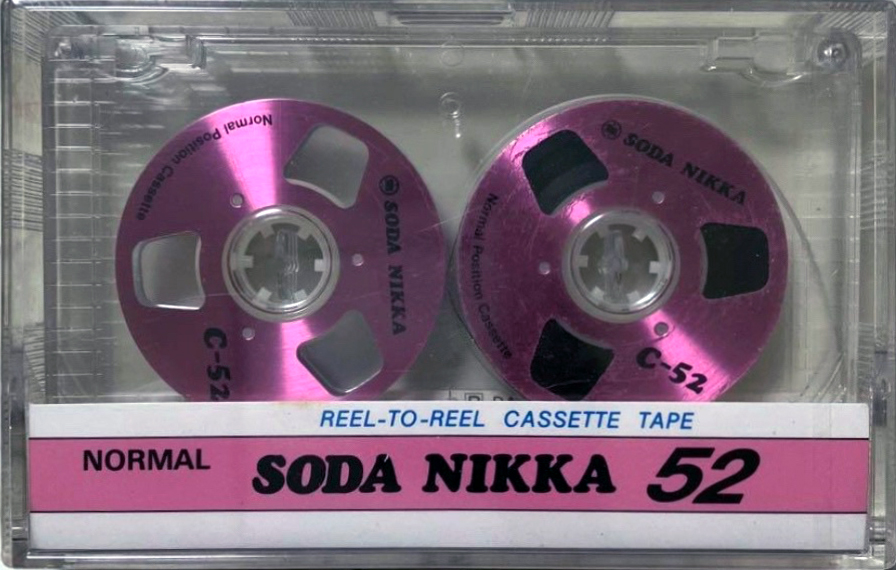 Normal Position Cassette
SODA NIKKA
C-52
SODA NIKKA
Normal Position Cassette
C-52
REEL-TO-REEL CASSETTE TAPE
NORMAL
SODA NIKKA 52